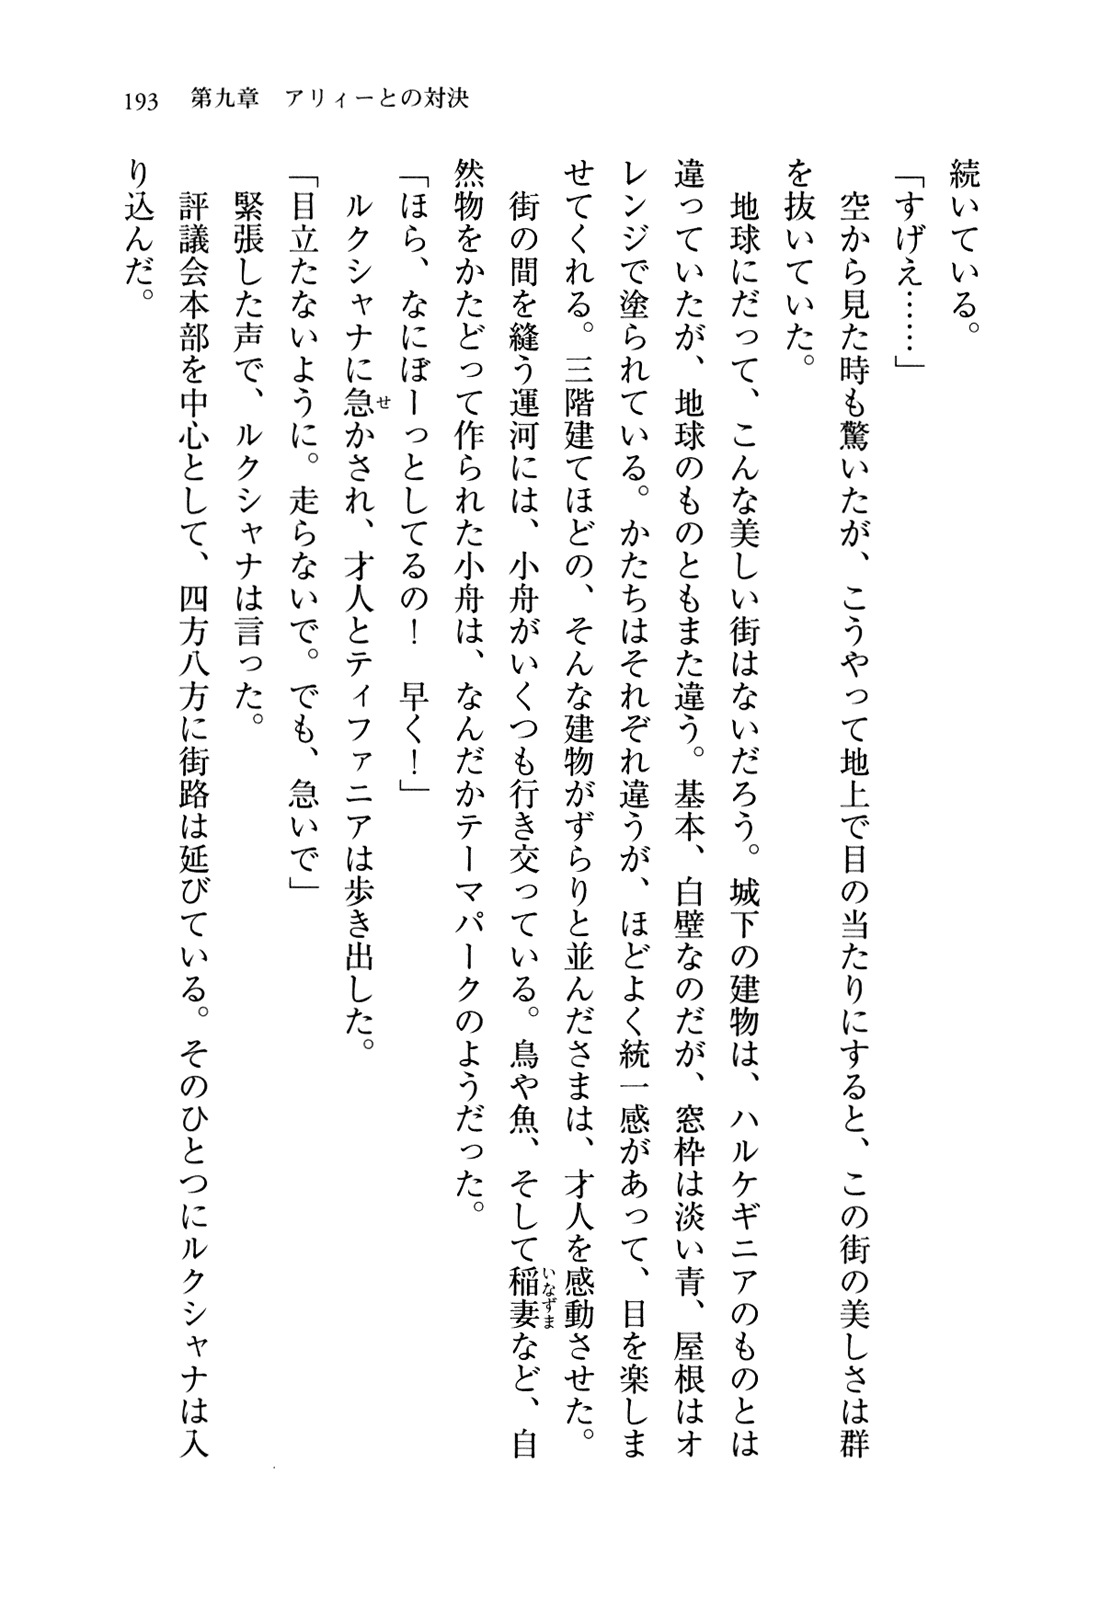 193　第九章　アリィーとの対決
続いている。
「すげえ……」
　空から見た時も驚いたが、こうやって地上で目の当たりにすると、この街の美しさは群
を抜いていた。
　地球にだって、こんな美しい街はないだろう。城下の建物は、ハルケギニアのものとは
違っていたが、地球のものともまた違う。基本、白壁なのだが、窓枠は淡い青、屋根はオ
レンジで塗られている。かたちはそれぞれ違うが、ほどよく統一感があって、目を楽しま
せてくれる。三階建てほどの、そんな建物がずらりと並んださまは、才人を感動させた。
　街の間を縫う運河には、小舟がいくつも行き交っている。鳥や魚、そして稲妻など、自
いなずま
然物をかたどって作られた小舟は、なんだかテーマパークのようだった。
「ほら、なにぼーっとしてるの！　早く！」
　ルクシャナに急かされ、才人とティファニアは歩き出した。
せ
「目立たないように。走らないで。でも、急いで」
　緊張した声で、ルクシャナは言った。
　評議会本部を中心として、四方八方に街路は延びている。そのひとつにルクシャナは入
り込んだ。